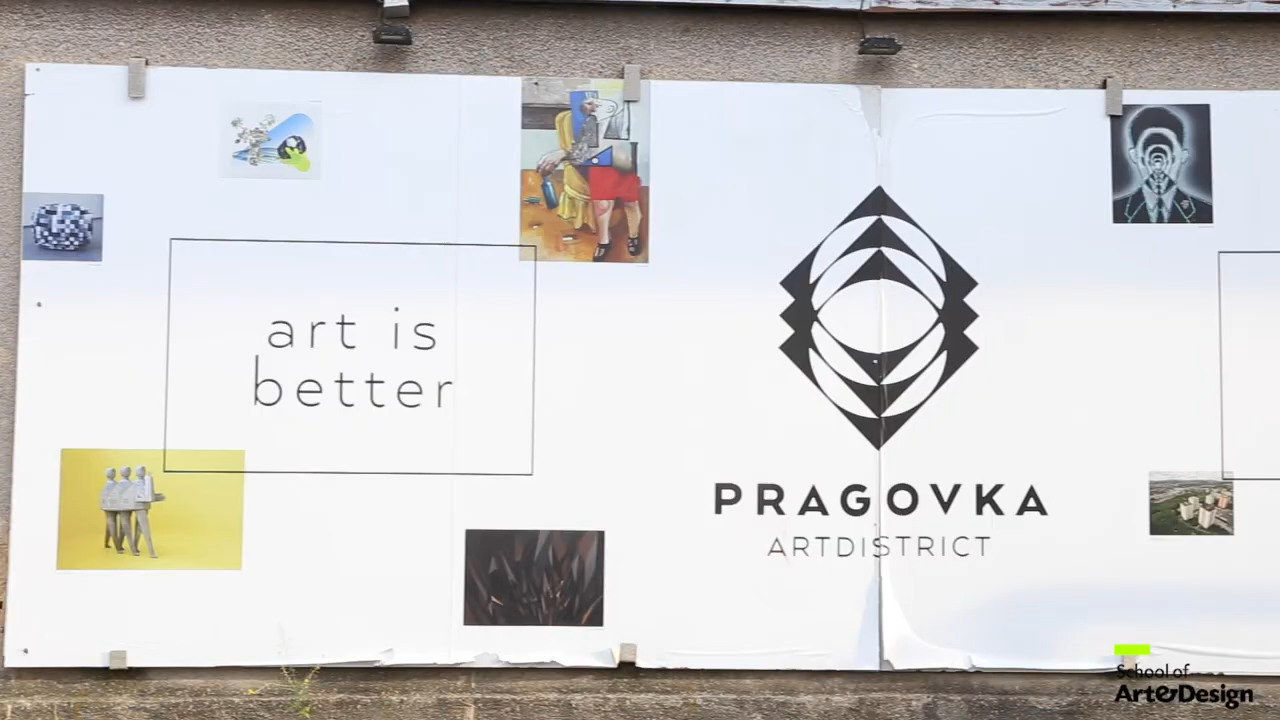 art is
better
PRAGOVKA
ARTDISTRICT
School of
Art&Design